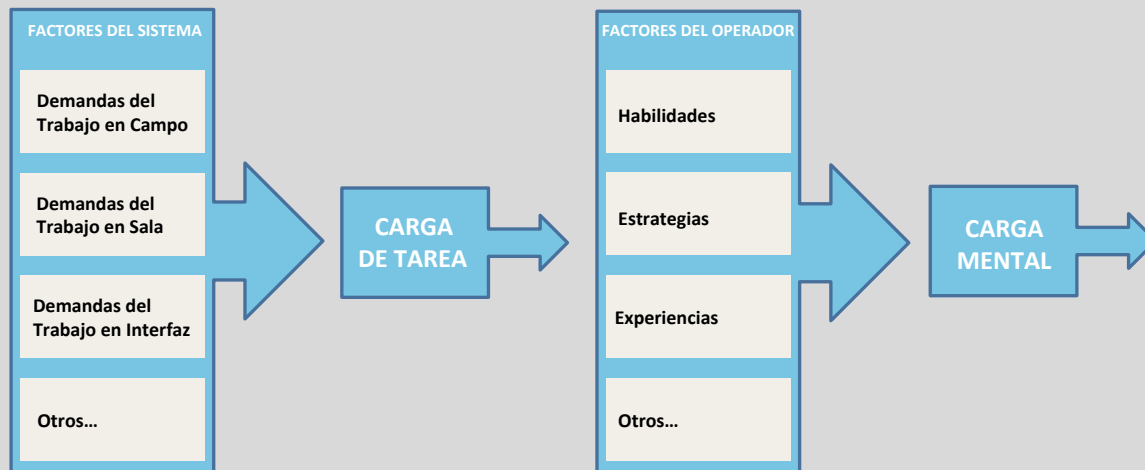 FACTORES DEL SISTEMA
Demandas del
Trabajo en Campo
Demandas del
Trabajo en Sala
Demandas del
Trabajo en Interfaz
Otros...
CARGA
DE TAREA
FACTORES DEL OPERADOR
Habilidades
Estrategias
Experiencias
Otros...
CARGA
MENTAL